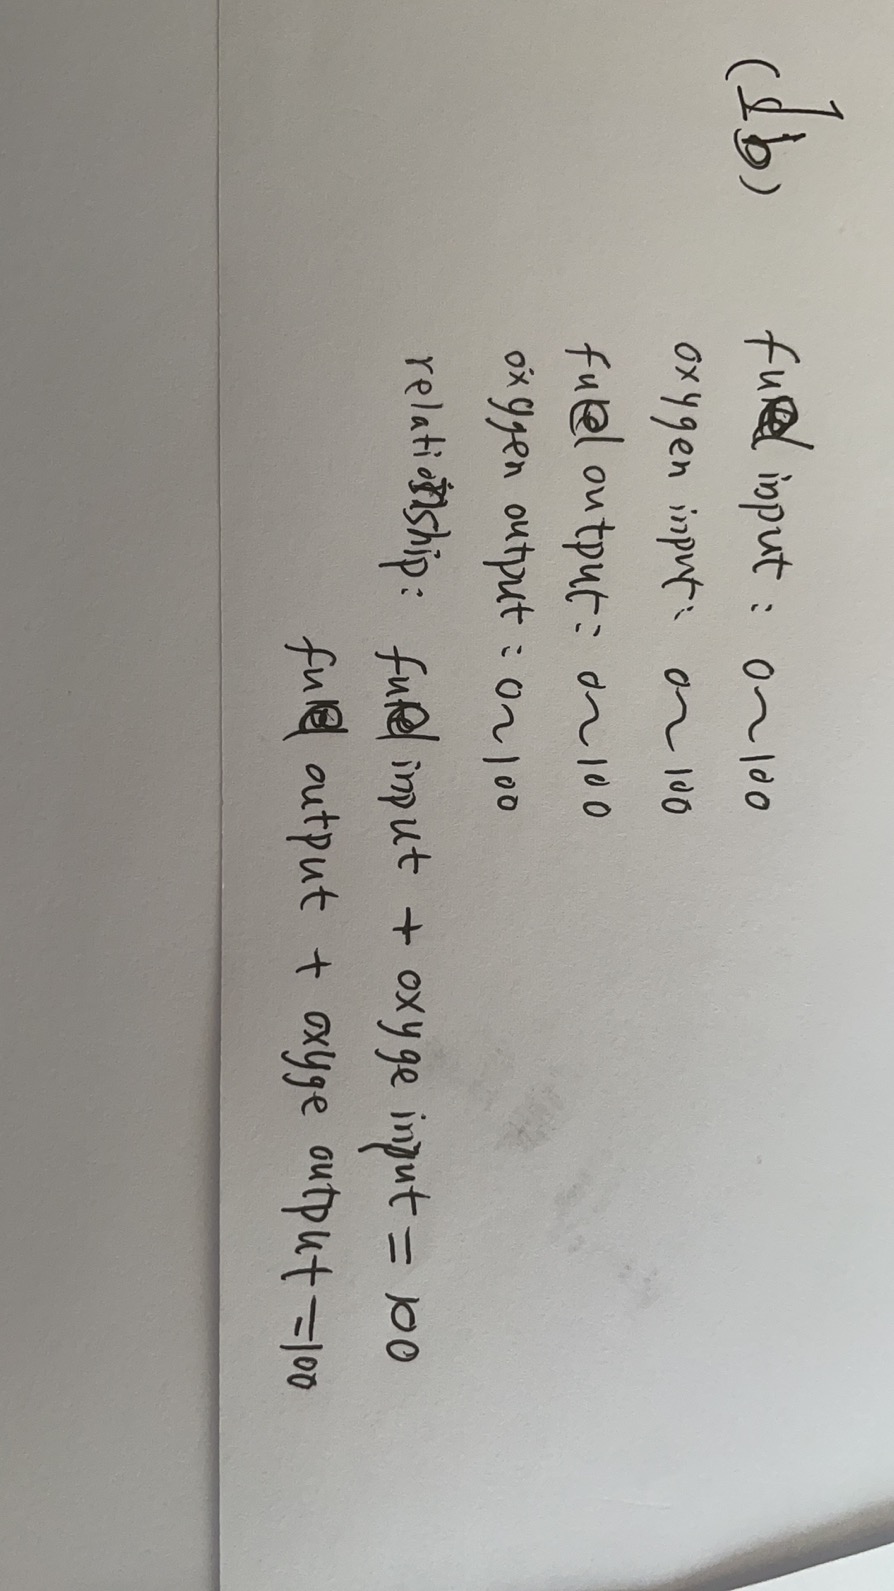 (1b)
fuel input: 0~100
oxygen input: 0~100
fuel output: 0~100
oxygen output: 0~100
relationship: fuel input + oxyge input = 100
fuel output + oxyge output = 100